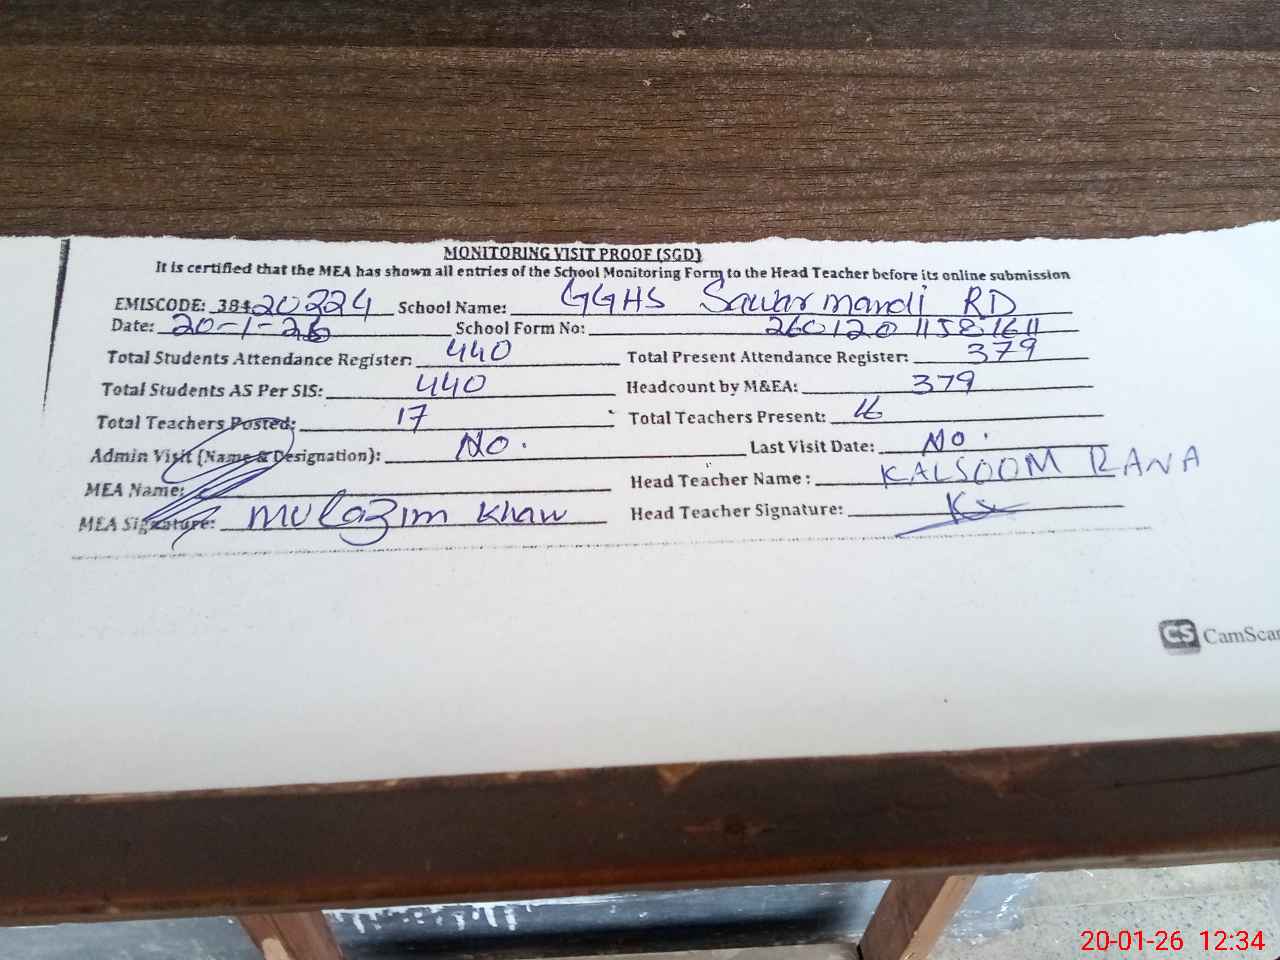 MONITORING VISIT PROOF (SGD)
It is certified that the MEA has shown all entries of the School Monitoring Form to the Head Teacher before its online submission
EMISCODE: 38420224 School Name: GGHS Sawar mandi RD
Date: 20-1-26 School Form No: 26012011581611
Total Students Attendance Register: 440 Total Present Attendance Register: 379
Total Students AS Per SIS: 440 Headcount by M&EA: 379
Total Teachers Posted: 17 Total Teachers Present: 16
Admin Visit (Name & Designation): No. Last Visit Date: No.
MEA Name: Head Teacher Name : KALSOOM RANA
MEA Signature: Mulazim Khan Head Teacher Signature:
CS CamScan
20-01-26 12:34